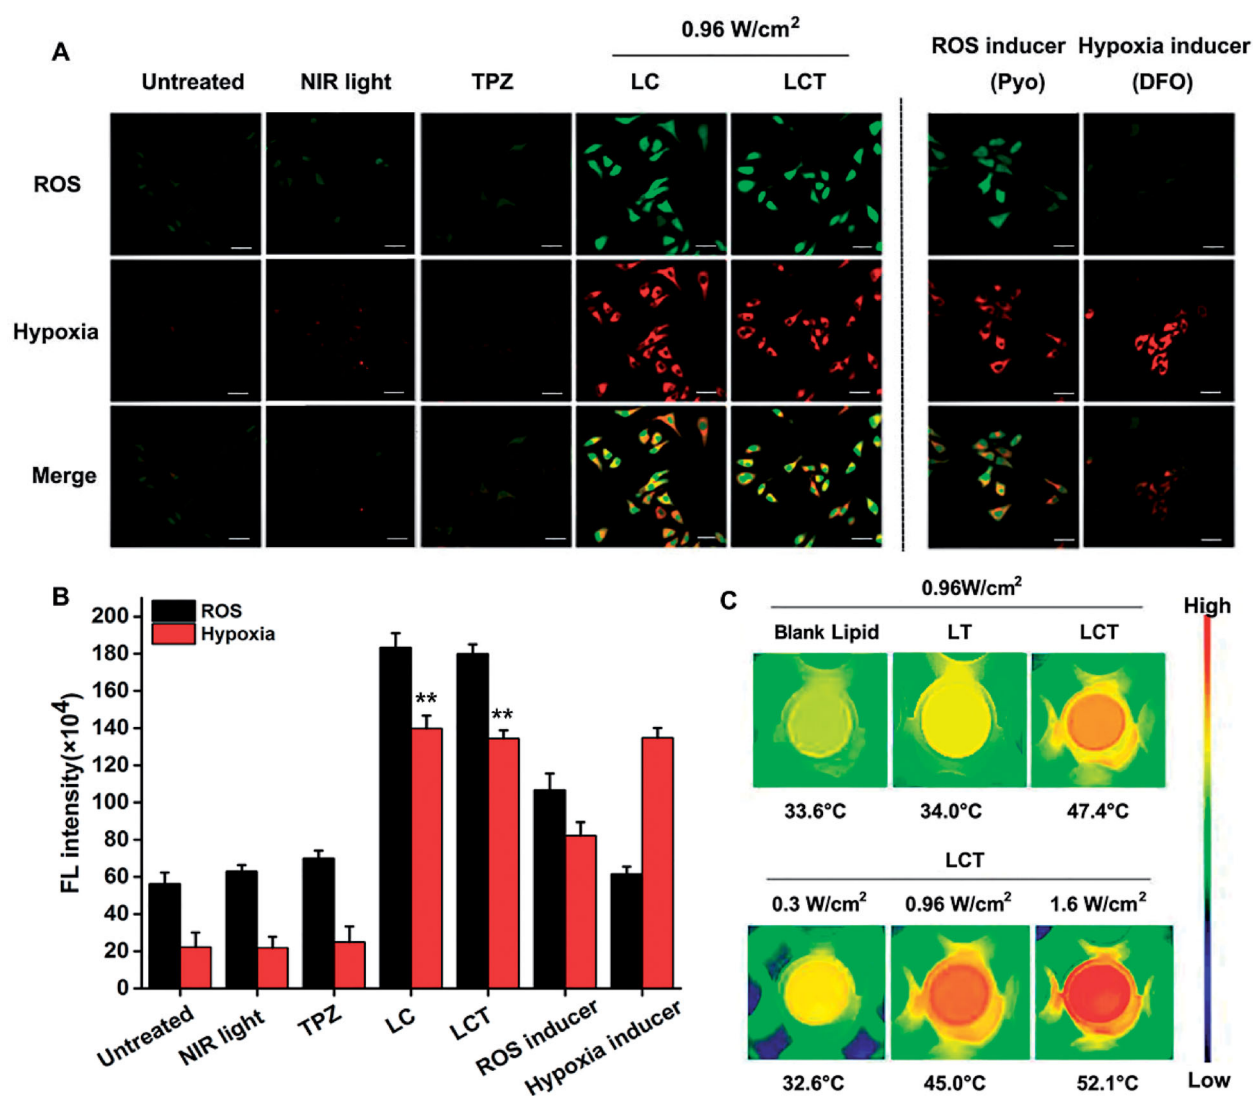 A
0.96 W/cm²
ROS inducer Hypoxia inducer
Untreated NIR light TPZ LC LCT (Pyo) (DFO)
ROS
Hypoxia
Merge
B
ROS
Hypoxia
FL intensity(×10⁴)
200
180
160
140
120
100
80
60
40
20
0
** **
Untreated NIR light TPZ LC LCT ROS inducer Hypoxia inducer
C
0.96W/cm²
High
Blank Lipid LT LCT
33.6°C 34.0°C 47.4°C
LCT
0.3 W/cm² 0.96 W/cm² 1.6 W/cm²
32.6°C 45.0°C 52.1°C
Low